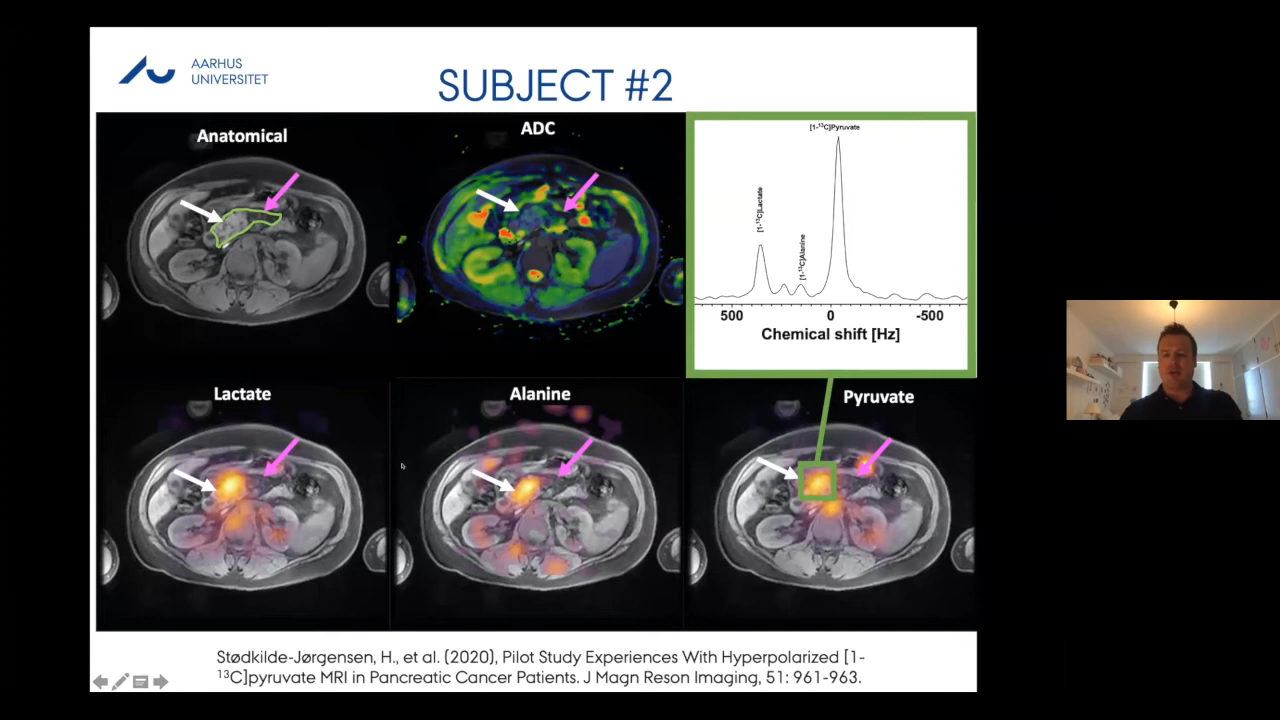 AARHUS
UNIVERSITET
SUBJECT #2
Anatomical
ADC
[1-¹³C]Pyruvate
[1-¹³C]Lactate
[1-¹³C]Alanine
500
0
-500
Chemical shift [Hz]
Lactate
Alanine
Pyruvate
Stødkilde-Jørgensen, H., et al. (2020), Pilot Study Experiences With Hyperpolarized [1-
¹³C]pyruvate MRI in Pancreatic Cancer Patients. J Magn Reson Imaging, 51: 961-963.